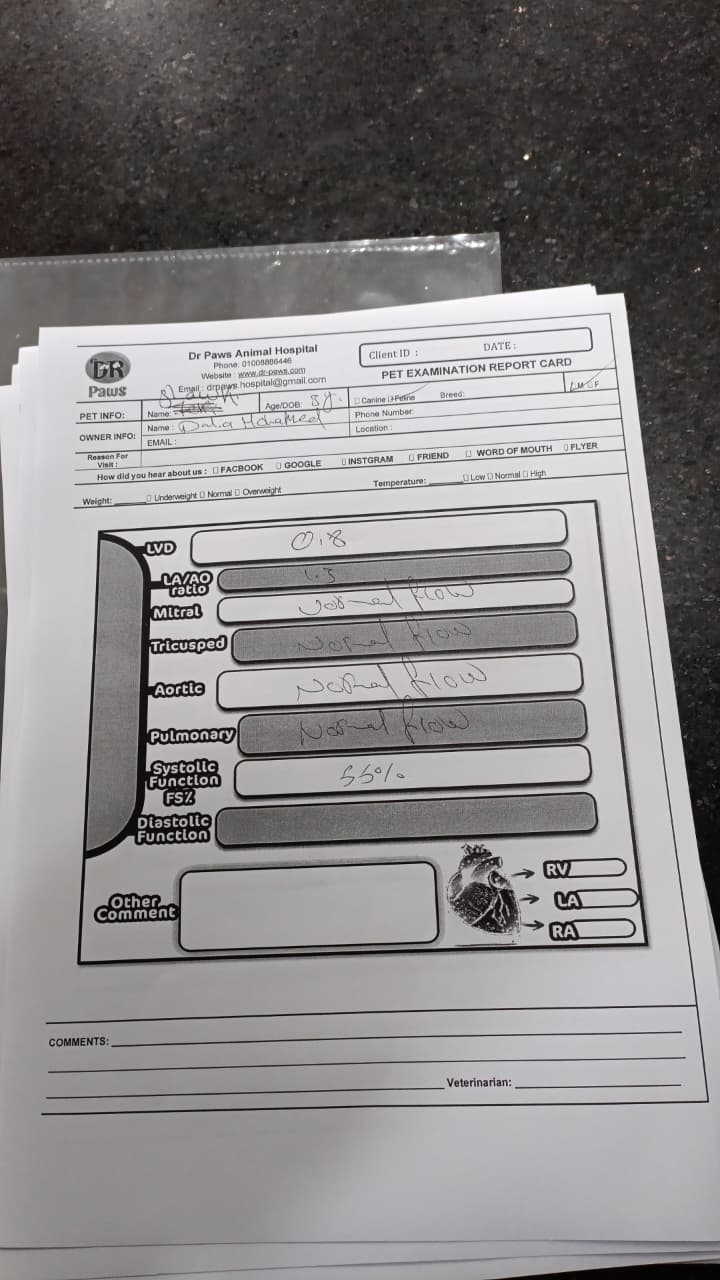 DR
Paws
Dr Paws Animal Hospital
Phone: 01008886446
Website : www.dr-paws.com
Email: drpaws.hospital@gmail.com
Client ID :
DATE :
PET EXAMINATION REPORT CARD
PET INFO:
Name:
Age/DOB: 8y.
Canine
Feline
Breed:
M
F
OWNER INFO:
Name : Dalia Mohamed
Phone Number:
EMAIL :
Location :
Reason For
Visit :
How did you hear about us : FACBOOK GOOGLE INSTGRAM FRIEND WORD OF MOUTH FLYER
Weight: Underweight Normal Overweight
Temperature: Low Normal High
LVD 0.8
LA/AO
ratio 1.3
Mitral Normal flow
Tricusped Normal flow
Aortic Normal flow
Pulmonary Normal flow
Systolic
Function
FS% 55%
Diastolic
Function
Other
Comment
RV
LA
RA
COMMENTS:
Veterinarian: